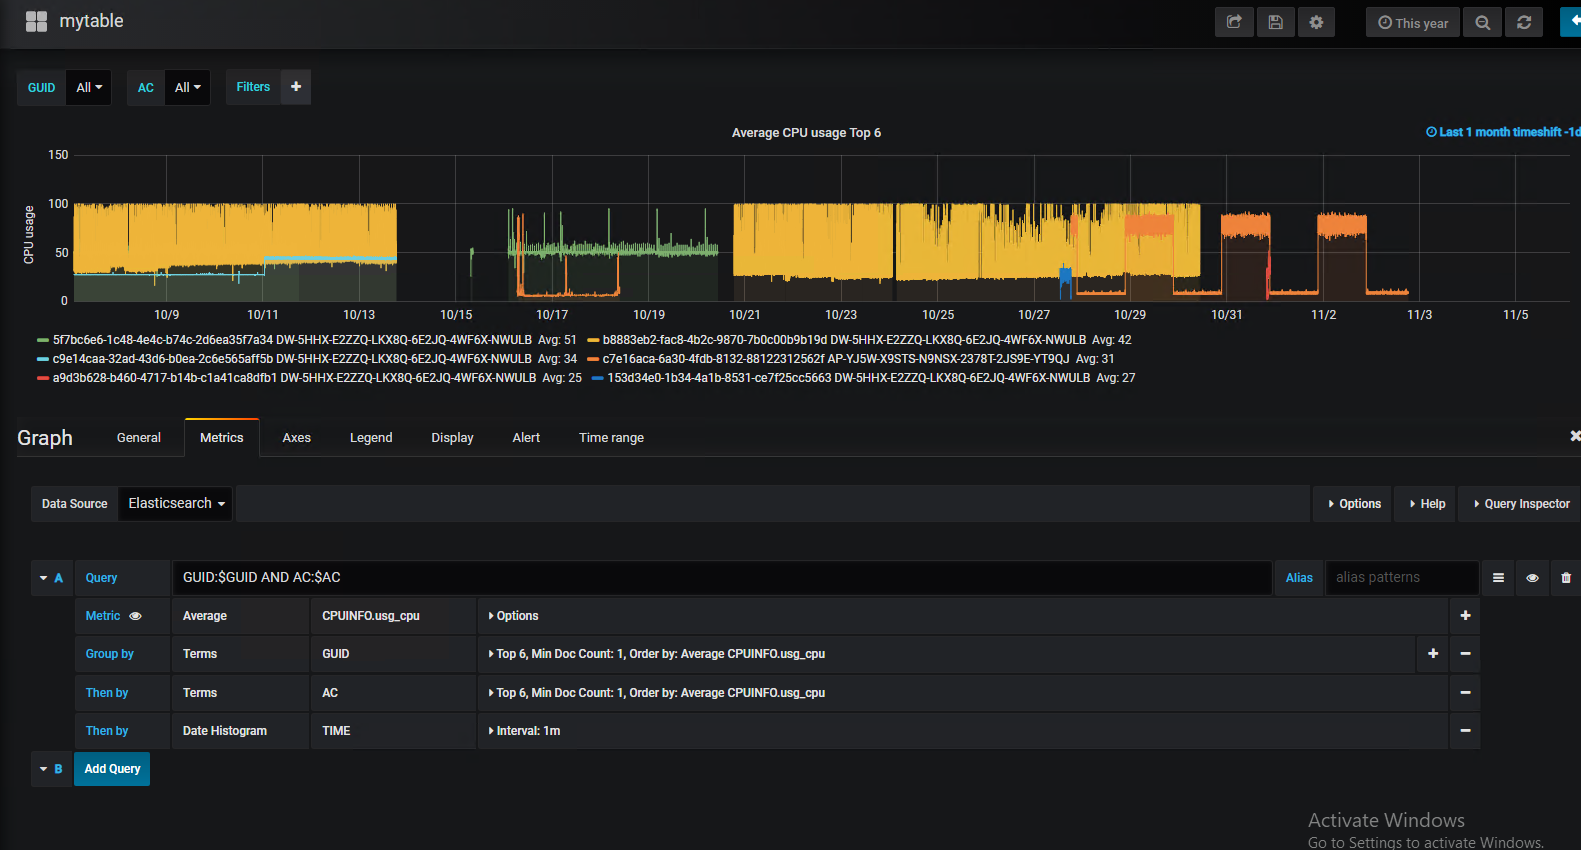 mytable
This year
GUID All AC All Filters +
Average CPU usage Top 6
Last 1 month timeshift -1d
CPU usage
150
100
50
0
10/9 10/11 10/13 10/15 10/17 10/19 10/21 10/23 10/25 10/27 10/29 10/31 11/2 11/3 11/5
5f7bc6e6-1c48-4e4c-b74c-2d6ea35f7a34 DW-5HHX-E2ZZQ-LKX8Q-6E2JQ-4WF6X-NWULB Avg: 51 b8883eb2-fac8-4b2c-9870-7b0c00b9b19d DW-5HHX-E2ZZQ-LKX8Q-6E2JQ-4WF6X-NWULB Avg: 42
c9e14caa-32ad-43d6-b0ea-2c6e565aff5b DW-5HHX-E2ZZQ-LKX8Q-6E2JQ-4WF6X-NWULB Avg: 34 c7e16aca-6a30-4fdb-8132-88122312562f AP-YJ5W-X9STS-N9NSX-2378T-2JS9E-YT9QJ Avg: 31
a9d3b628-b460-4717-b14b-c1a41ca8dfb1 DW-5HHX-E2ZZQ-LKX8Q-6E2JQ-4WF6X-NWULB Avg: 25 153d34e0-1b34-4a1b-8531-ce7f25cc5663 DW-5HHX-E2ZZQ-LKX8Q-6E2JQ-4WF6X-NWULB Avg: 27
Graph General Metrics Axes Legend Display Alert Time range
Data Source Elasticsearch Options Help Query Inspector
A Query GUID:$GUID AND AC:$AC Alias alias patterns
Metric Average CPUINFO.usg_cpu Options
Group by Terms GUID Top 6, Min Doc Count: 1, Order by: Average CPUINFO.usg_cpu
Then by Terms AC Top 6, Min Doc Count: 1, Order by: Average CPUINFO.usg_cpu
Then by Date Histogram TIME Interval: 1m
B Add Query
Activate Windows
Go to Settings to activate Windows.